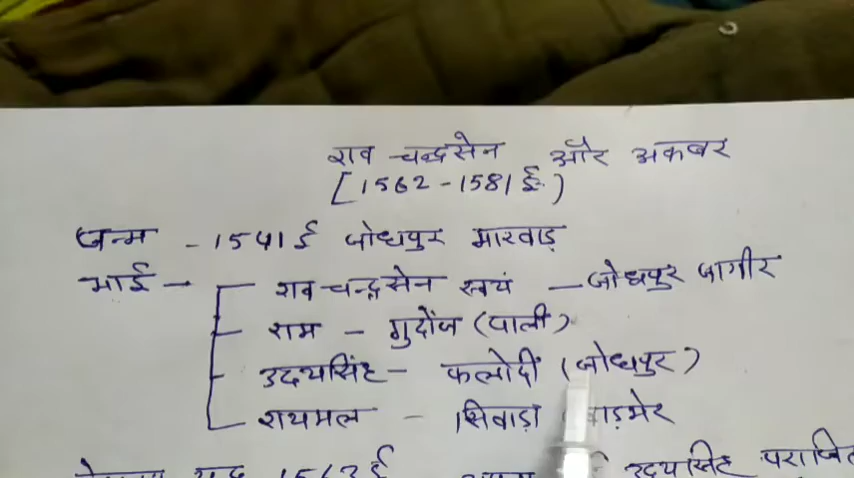 राव चन्द्रसेन और अकबर
[1562-1581 ई.)
जन्म - 1541 ई जोधपुर मारवाड़
भाई - राव चन्द्रसेन स्वयं - जोधपुर जागीर
राम - गुदोंज (पाली)
उदयसिंह - फलोदी (जोधपुर)
रायमल - सिवाड़ा
1563 ई उदयसिंह पराजित